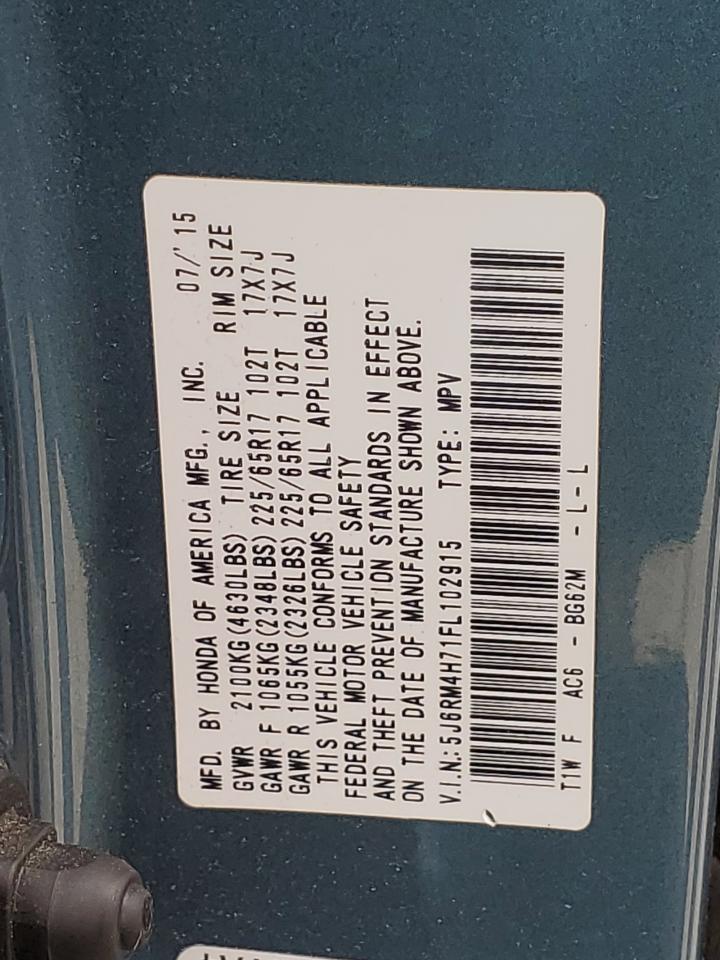 MFD. BY HONDA OF AMERICA MFG., INC. 07/'15
GVWR 2100KG(4630LBS) TIRE SIZE RIM SIZE
GAWR F 1065KG(2348LBS)225/65R17 102T 17X7J
GAWR R 1055KG(2326LBS)225/65R17 102T 17X7J
THIS VEHICLE CONFORMS TO ALL APPLICABLE
FEDERAL MOTOR VEHICLE SAFETY
AND THEFT PREVENTION STANDARDS IN EFFECT
ON THE DATE OF MANUFACTURE SHOWN ABOVE.
V.I.N.:5J6RM4H71FL102915 TYPE: MPV
T1W F AC6 - BG62M - L - L